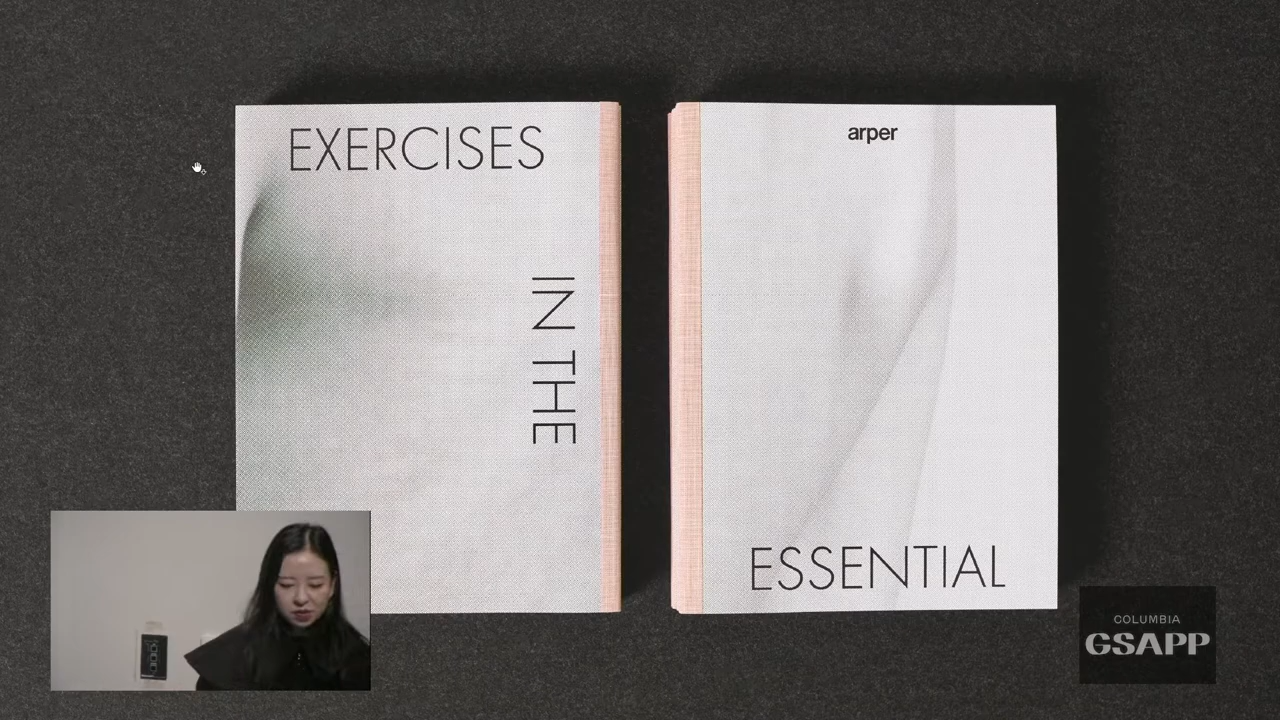 EXERCISES
IN THE
arper
ESSENTIAL
COLUMBIA
GSAPP